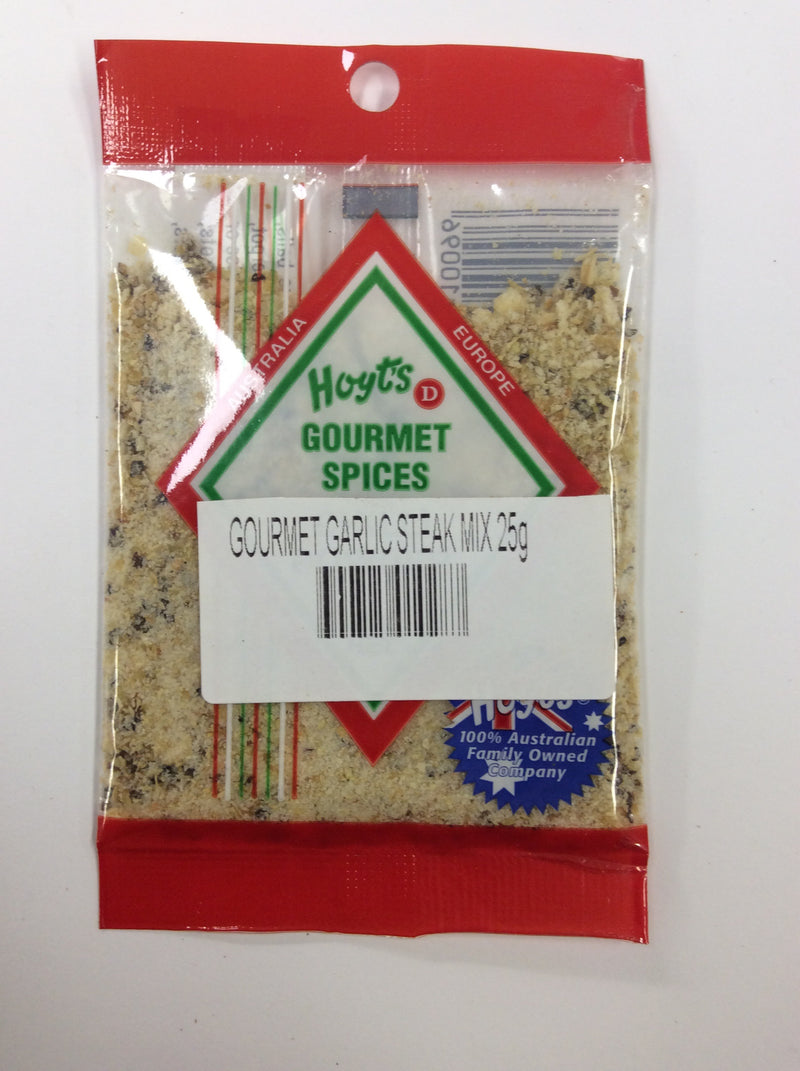 AUSTRALIA
EUROPE
Hoyt's D
GOURMET
SPICES
GOURMET GARLIC STEAK MIX 25g
Hoyts
100% Australian
Family Owned
Company